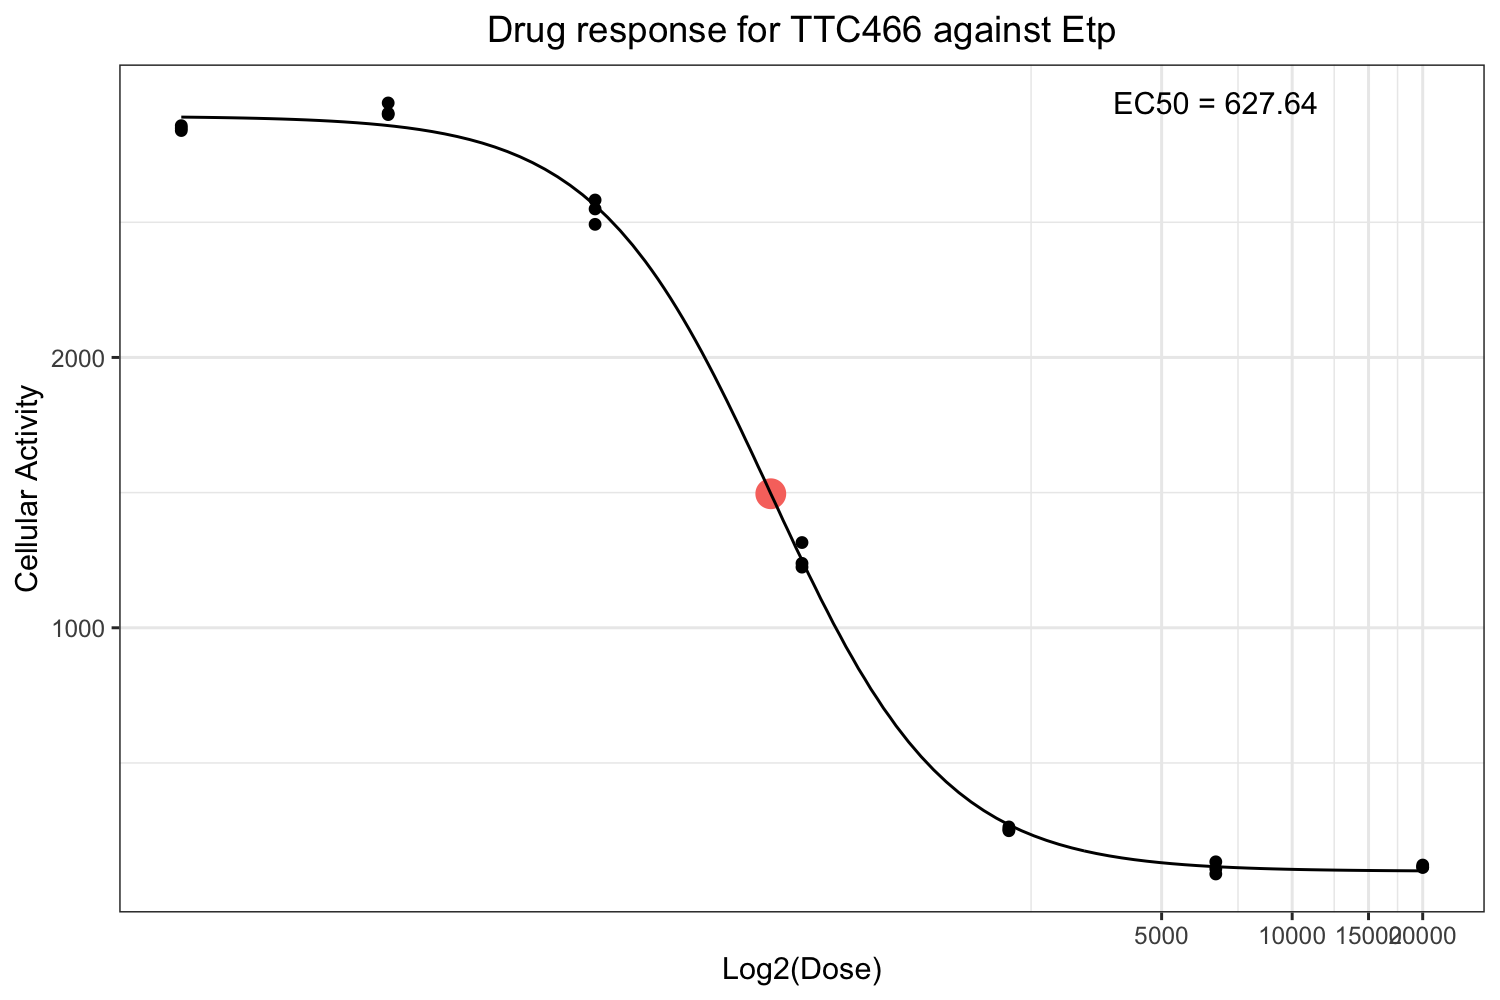 Drug response for TTC466 against Etp
EC50 = 627.64
2000
1000
Cellular Activity
5000 10000 15000 20000
Log2(Dose)